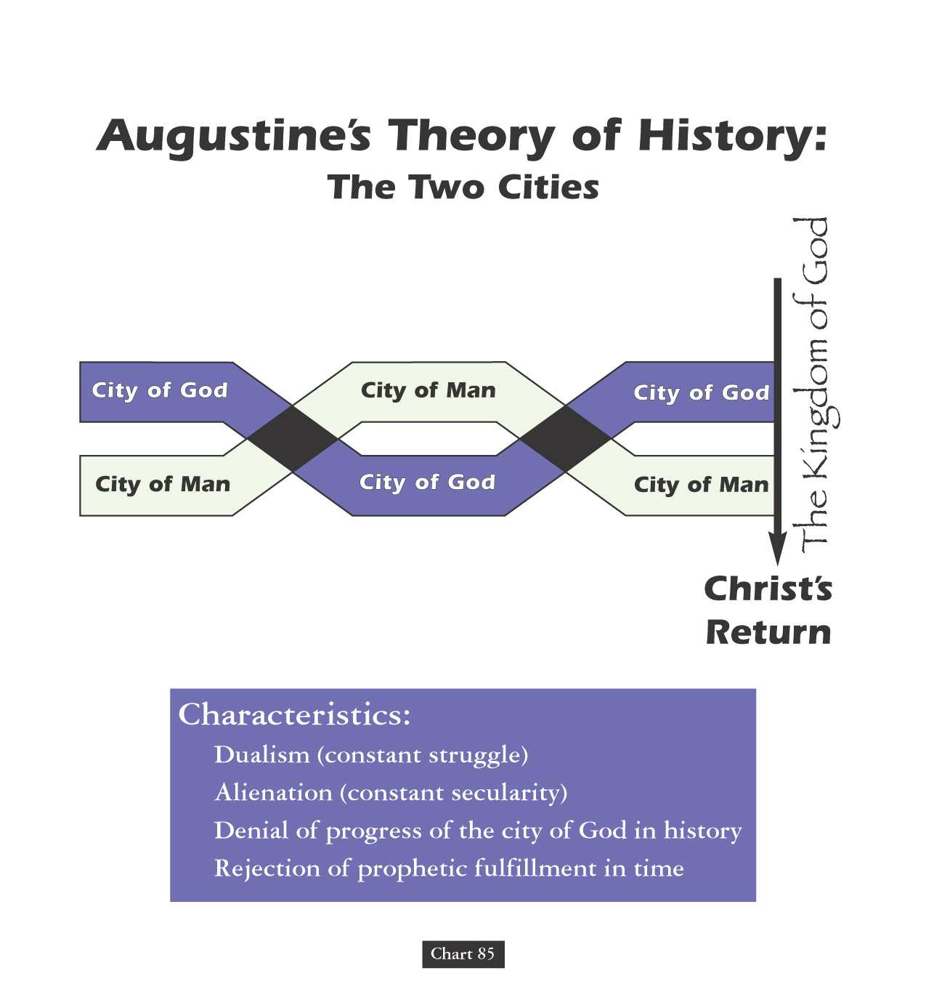 Augustine's Theory of History:
The Two Cities
The Kingdom of God
City of God
City of Man
City of God
City of Man
City of God
City of Man
Christ's
Return
Characteristics:
Dualism (constant struggle)
Alienation (constant secularity)
Denial of progress of the city of God in history
Rejection of prophetic fulfillment in time
Chart 85